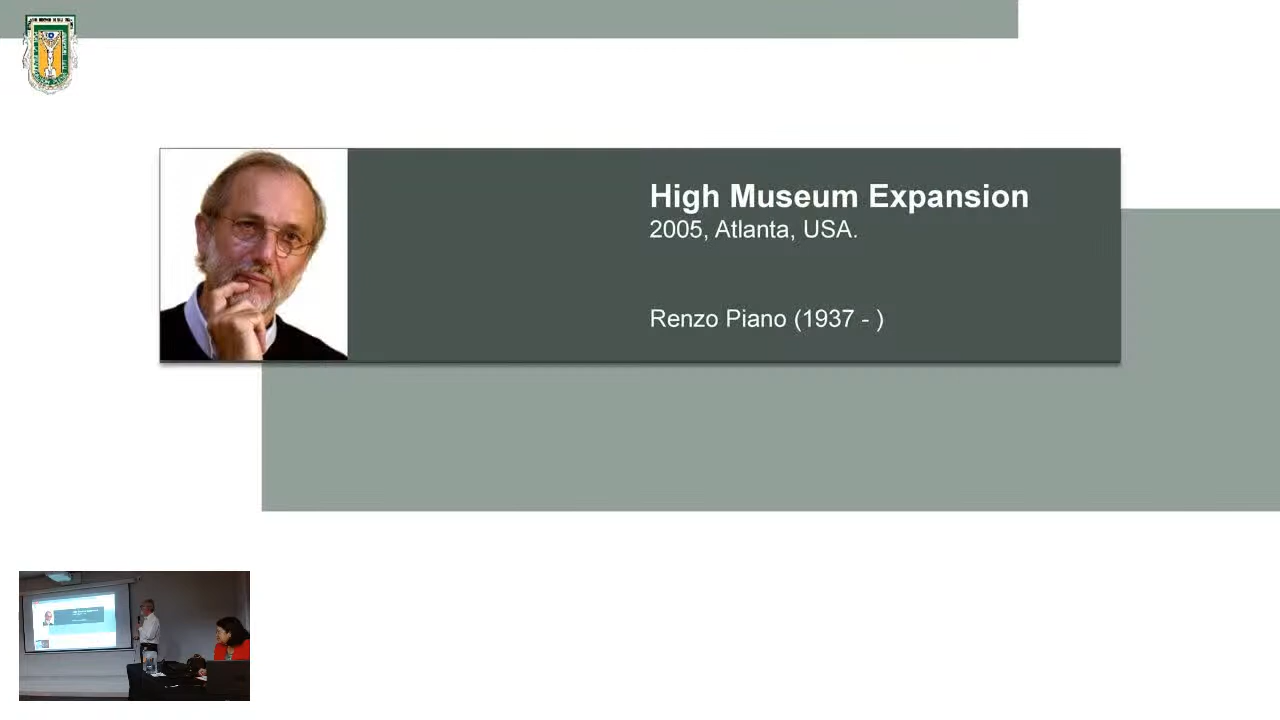 High Museum Expansion
2005, Atlanta, USA.
Renzo Piano (1937 - )